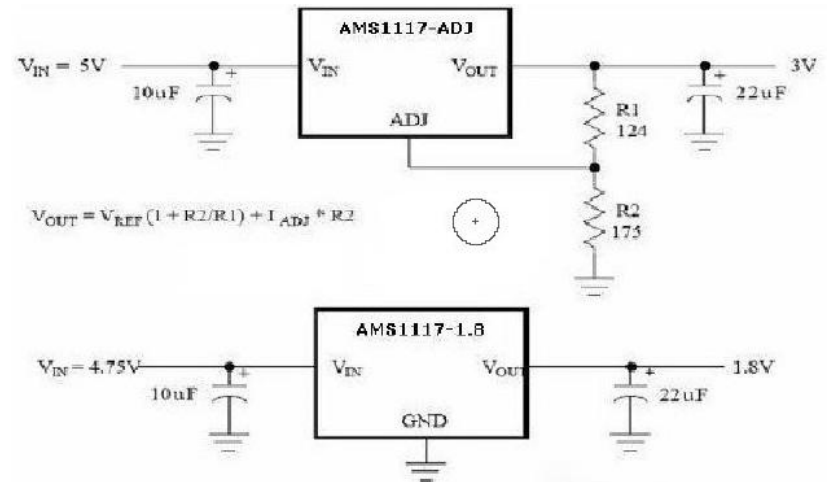 AMS1117-ADJ
V_IN = 5V
V_IN
V_OUT
3V
10uF
+
+
22uF
ADJ
R1
124
V_OUT = V_REF (1 + R2/R1) + I_ADJ * R2
R2
175
AMS1117-1.8
V_IN = 4.75V
V_IN
V_OUT
1.8V
10uF
+
+
22uF
GND